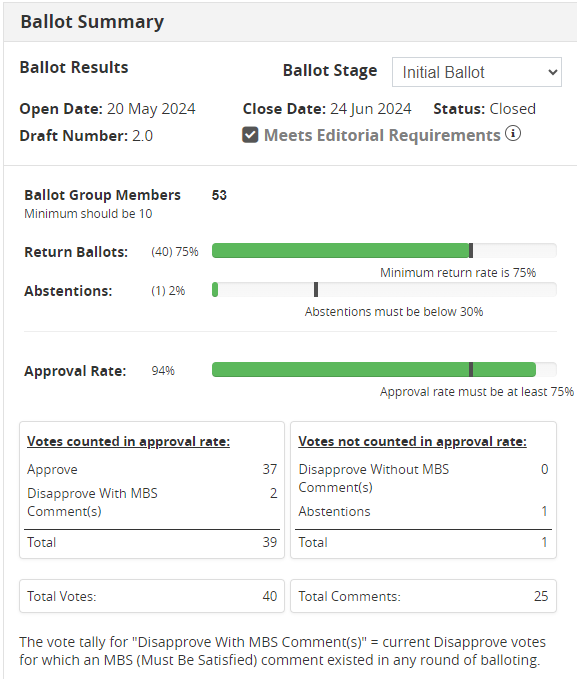 Ballot Summary
Ballot Results
Ballot Stage Initial Ballot
Open Date: 20 May 2024 Close Date: 24 Jun 2024 Status: Closed
Draft Number: 2.0 Meets Editorial Requirements
Ballot Group Members 53
Minimum should be 10
Return Ballots: (40) 75%
Minimum return rate is 75%
Abstentions: (1) 2%
Abstentions must be below 30%
Approval Rate: 94%
Approval rate must be at least 75%
Votes counted in approval rate:
Approve 37
Disapprove With MBS 2
Comment(s)
Total 39
Votes not counted in approval rate:
Disapprove Without MBS 0
Comment(s)
Abstentions 1
Total 1
Total Votes: 40
Total Comments: 25
The vote tally for "Disapprove With MBS Comment(s)" = current Disapprove votes
for which an MBS (Must Be Satisfied) comment existed in any round of balloting.